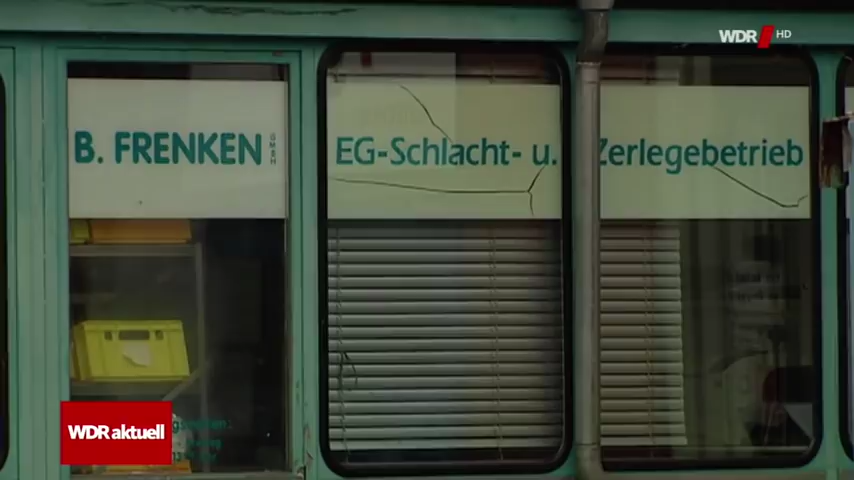 WDR HD
B. FRENKEN GMBH
EG-Schlacht- u. Zerlegebetrieb
WDR aktuell